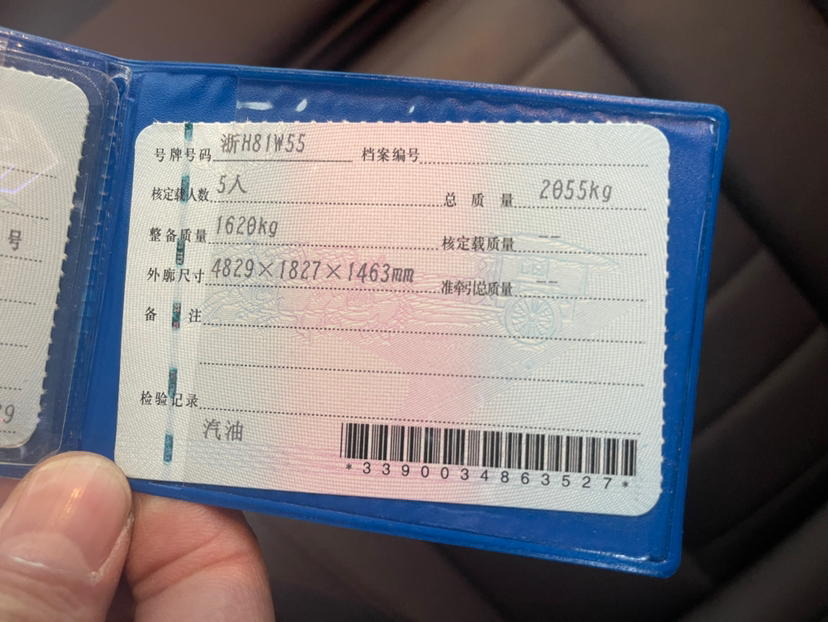 号牌号码 浙H81W55 档案编号
核定载人数 5人 总质量 2055kg
整备质量 1620kg 核定载质量 --
外廓尺寸 4829×1827×1463mm 准牵引总质量 --
备注
检验记录
汽油
*3390034863527*
号
9